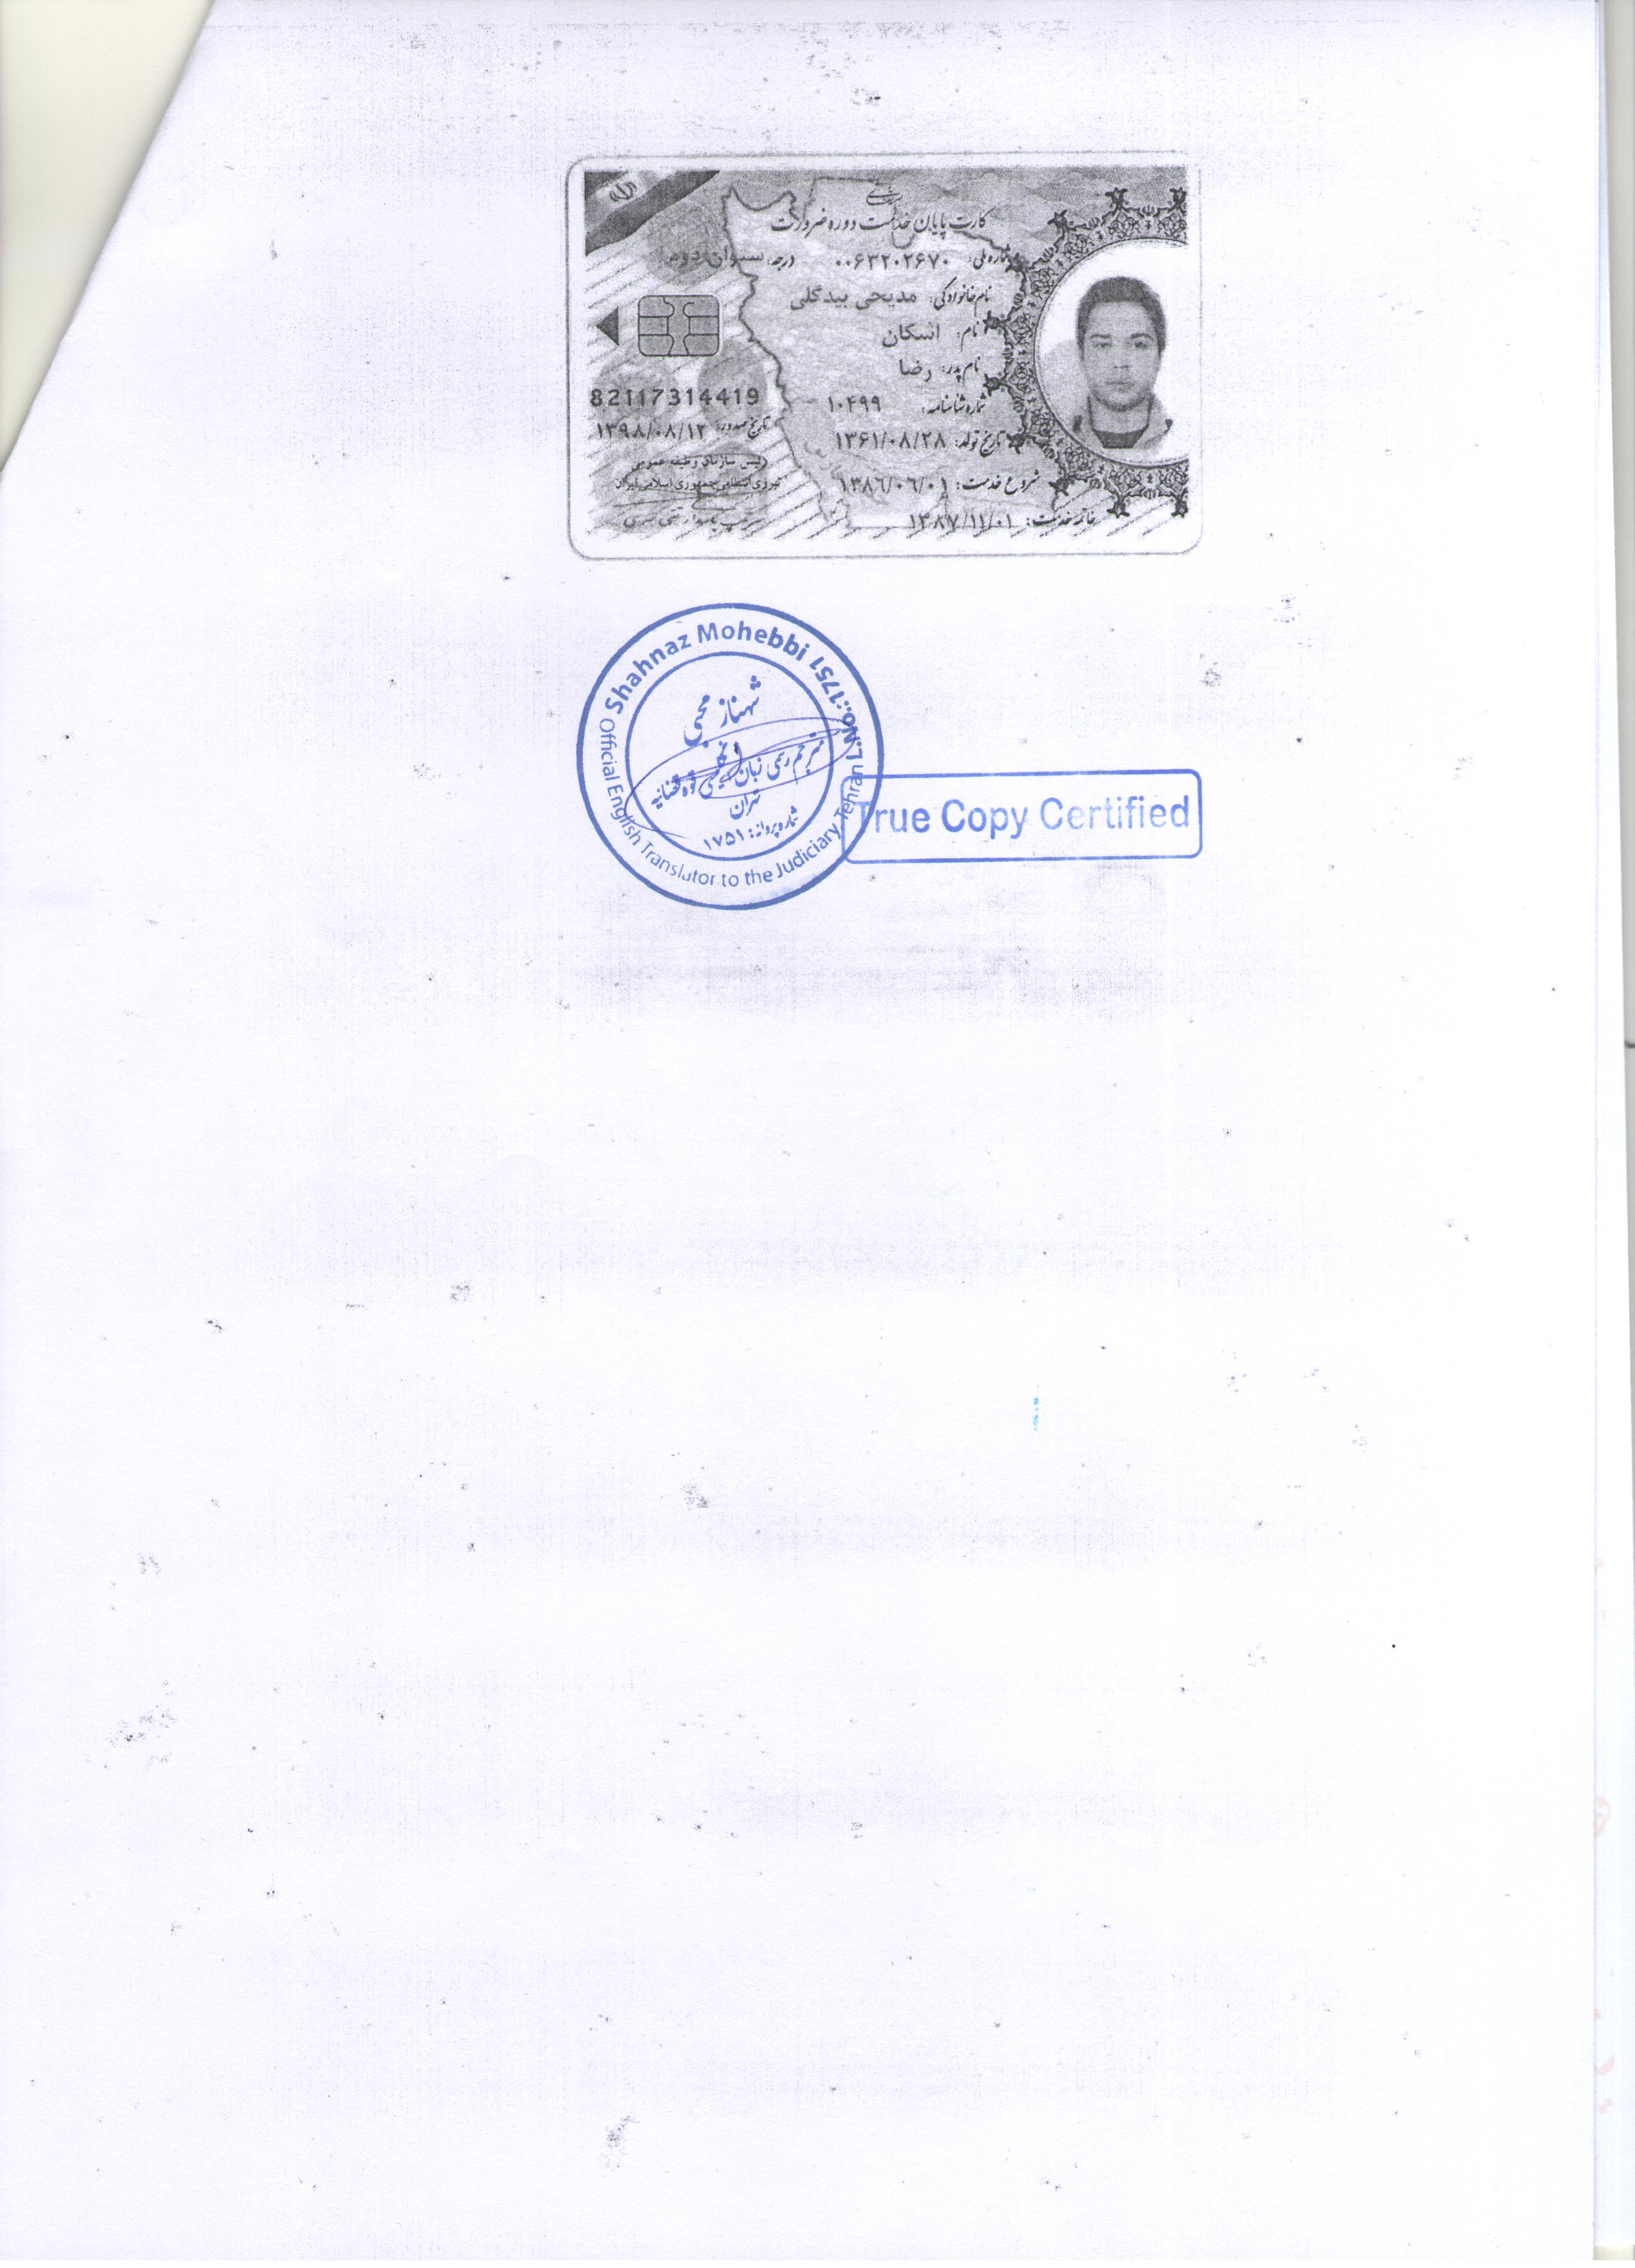 کارت پایان خدمت دوره ضرورت
شماره ملی: ۰۰۶۳۲۰۲۶۷۰ درجه: ستوان دوم
نام خانوادگی: مدیحی بیدگلی
نام: اشکان
نام پدر: رضا
82117314419 شماره شناسنامه: ۱۰۴۹۹
تاریخ صدور: ۱۳۹۸/۰۸/۱۲ تاریخ تولد: ۱۳۶۱/۰۸/۲۸
رئیس سازمان وظیفه عمومی
نیروی انتظامی جمهوری اسلامی ایران
شروع خدمت: ۱۳۸۶/۰۶/۰۱
خاتمه خدمت: ۱۳۸۷/۱۱/۰۱
Shahnaz Mohebbi L.No.:1751
شهناز محبی
مترجم رسمی زبان انگلیسی قوه قضائیه
تهران
شماره پروانه: ۱۷۵۱
Official English Translator to the Judiciary, Tehran
True Copy Certified